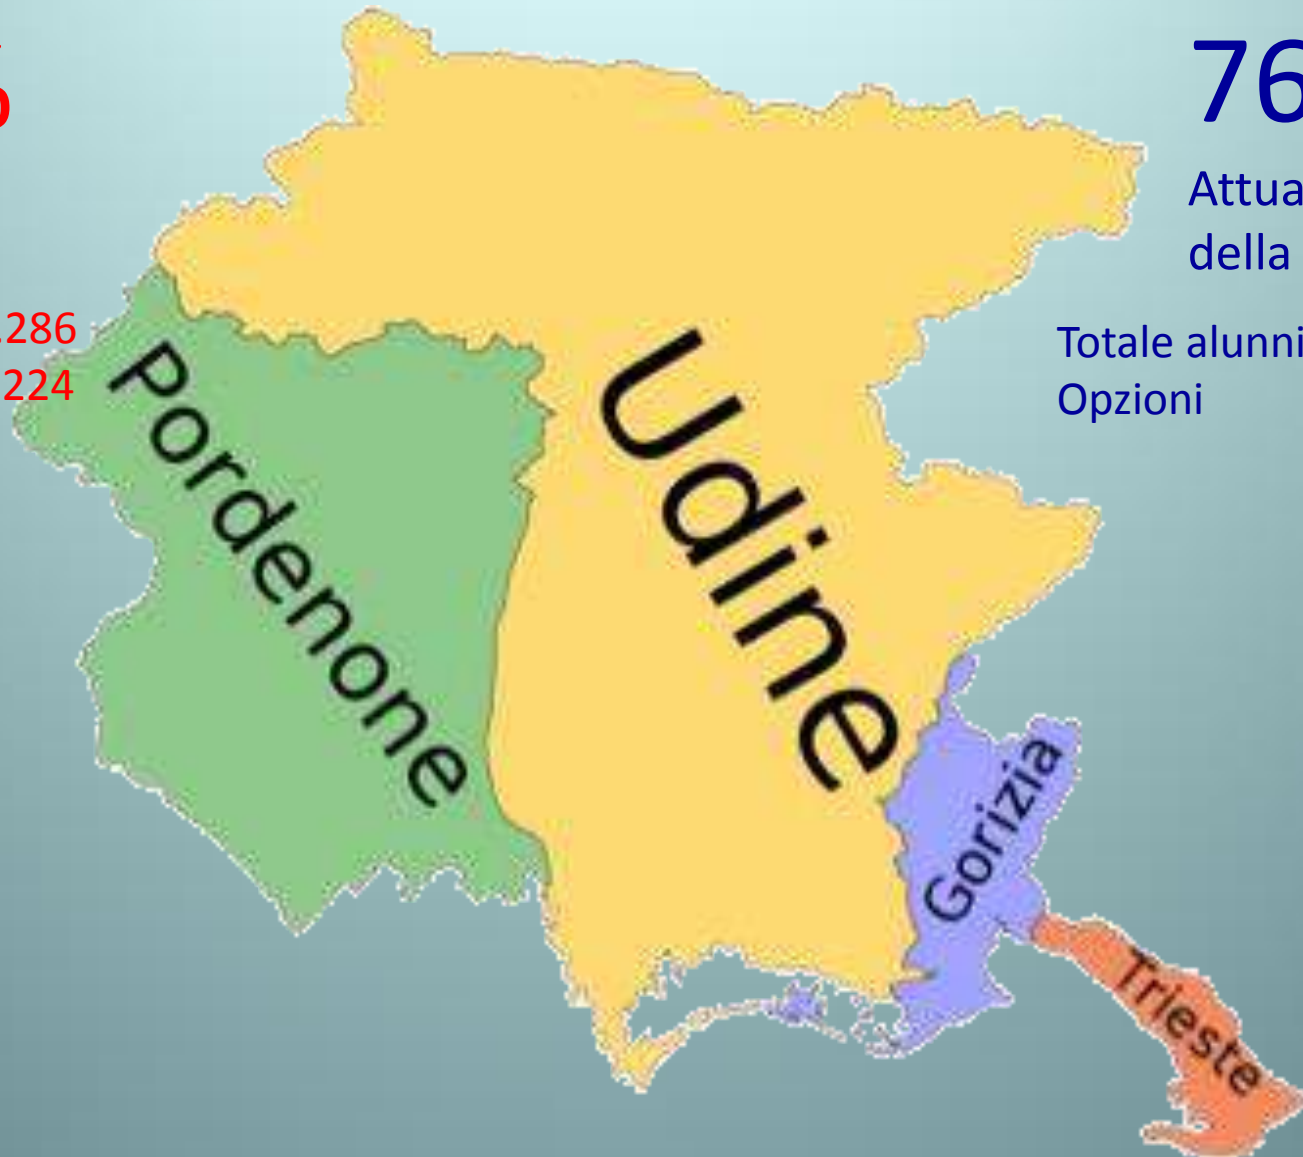 76
Attua
della
.286
224
Totale alunni
Opzioni
Pordenone
Udine
Gorizia
Trieste